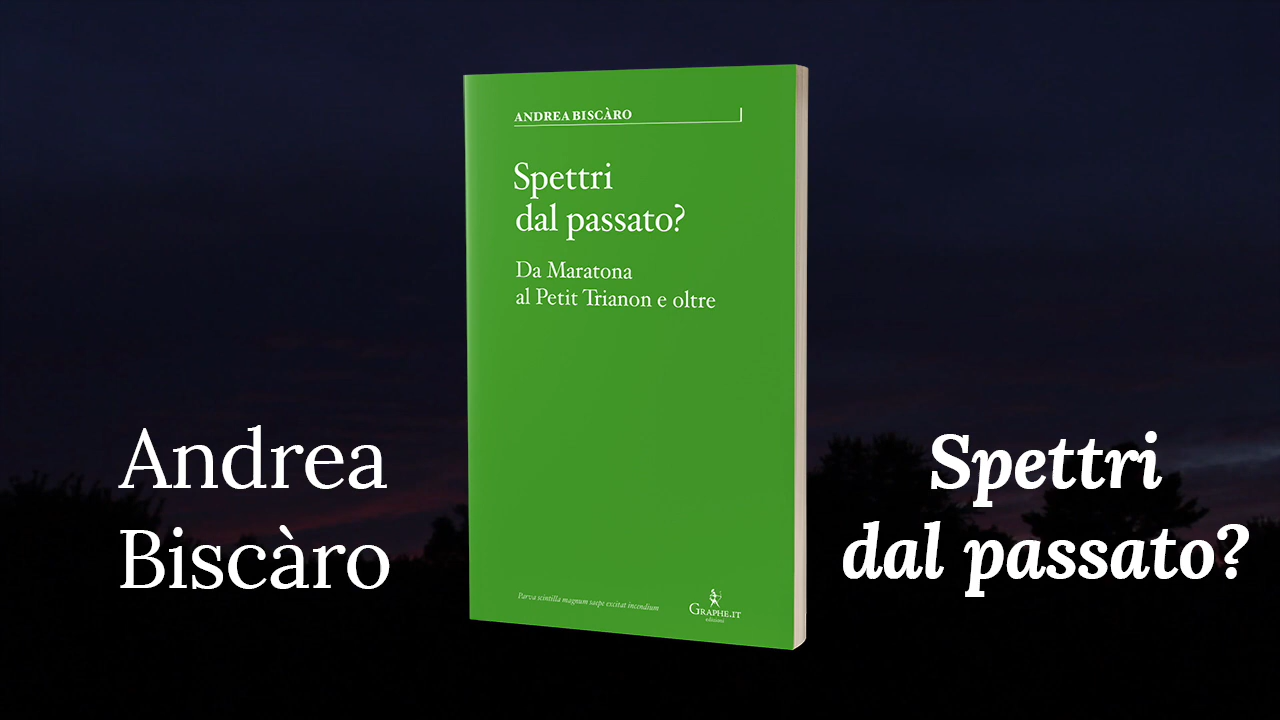 ANDREA BISCÀRO
Spettri
dal passato?
Da Maratona
al Petit Trianon e oltre
Parva scintilla magnum saepe excitat incendium
GRAPHE.IT
edizioni
Andrea
Biscàro
Spettri
dal passato?